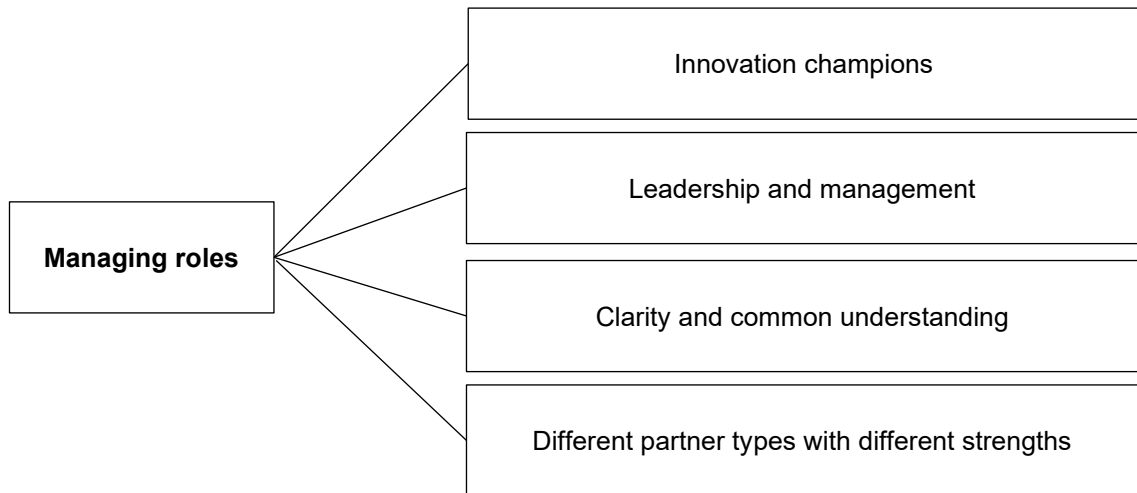 Innovation champions
Leadership and management
Managing roles
Clarity and common understanding
Different partner types with different strengths